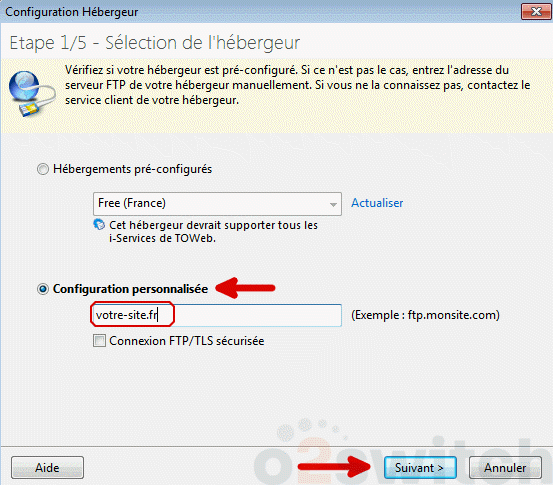 Configuration Hébergeur
Etape 1/5 - Sélection de l'hébergeur
Vérifiez si votre hébergeur est pré-configuré. Si ce n'est pas le cas, entrez l'adresse du
serveur FTP de votre hébergeur manuellement. Si vous ne la connaissez pas, contactez le
service client de votre hébergeur.
Hébergements pré-configurés
Free (France) Actualiser
Cet hébergeur devrait supporter tous les
i-Services de TOWeb.
Configuration personnalisée
votre-site.fr (Exemple : ftp.monsite.com)
Connexion FTP/TLS sécurisée
o2switch
Aide Suivant > Annuler